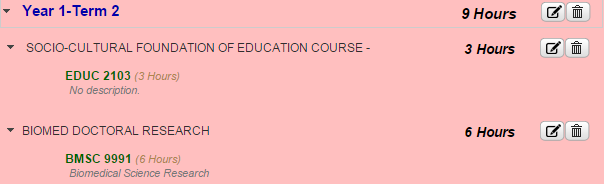 Year 1-Term 2 9 Hours
SOCIO-CULTURAL FOUNDATION OF EDUCATION COURSE - 3 Hours
EDUC 2103 (3 Hours)
No description.
BIOMED DOCTORAL RESEARCH 6 Hours
BMSC 9991 (6 Hours)
Biomedical Science Research